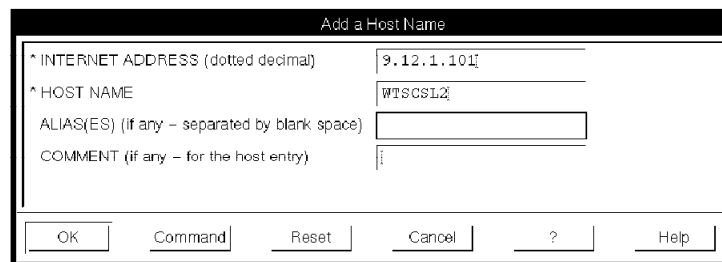 Add a Host Name
* INTERNET ADDRESS (dotted decimal) 9.12.1.101
* HOST NAME WTSCSL2
ALIAS(ES) (if any – separated by blank space)
COMMENT (if any – for the host entry)
OK Command Reset Cancel ? Help